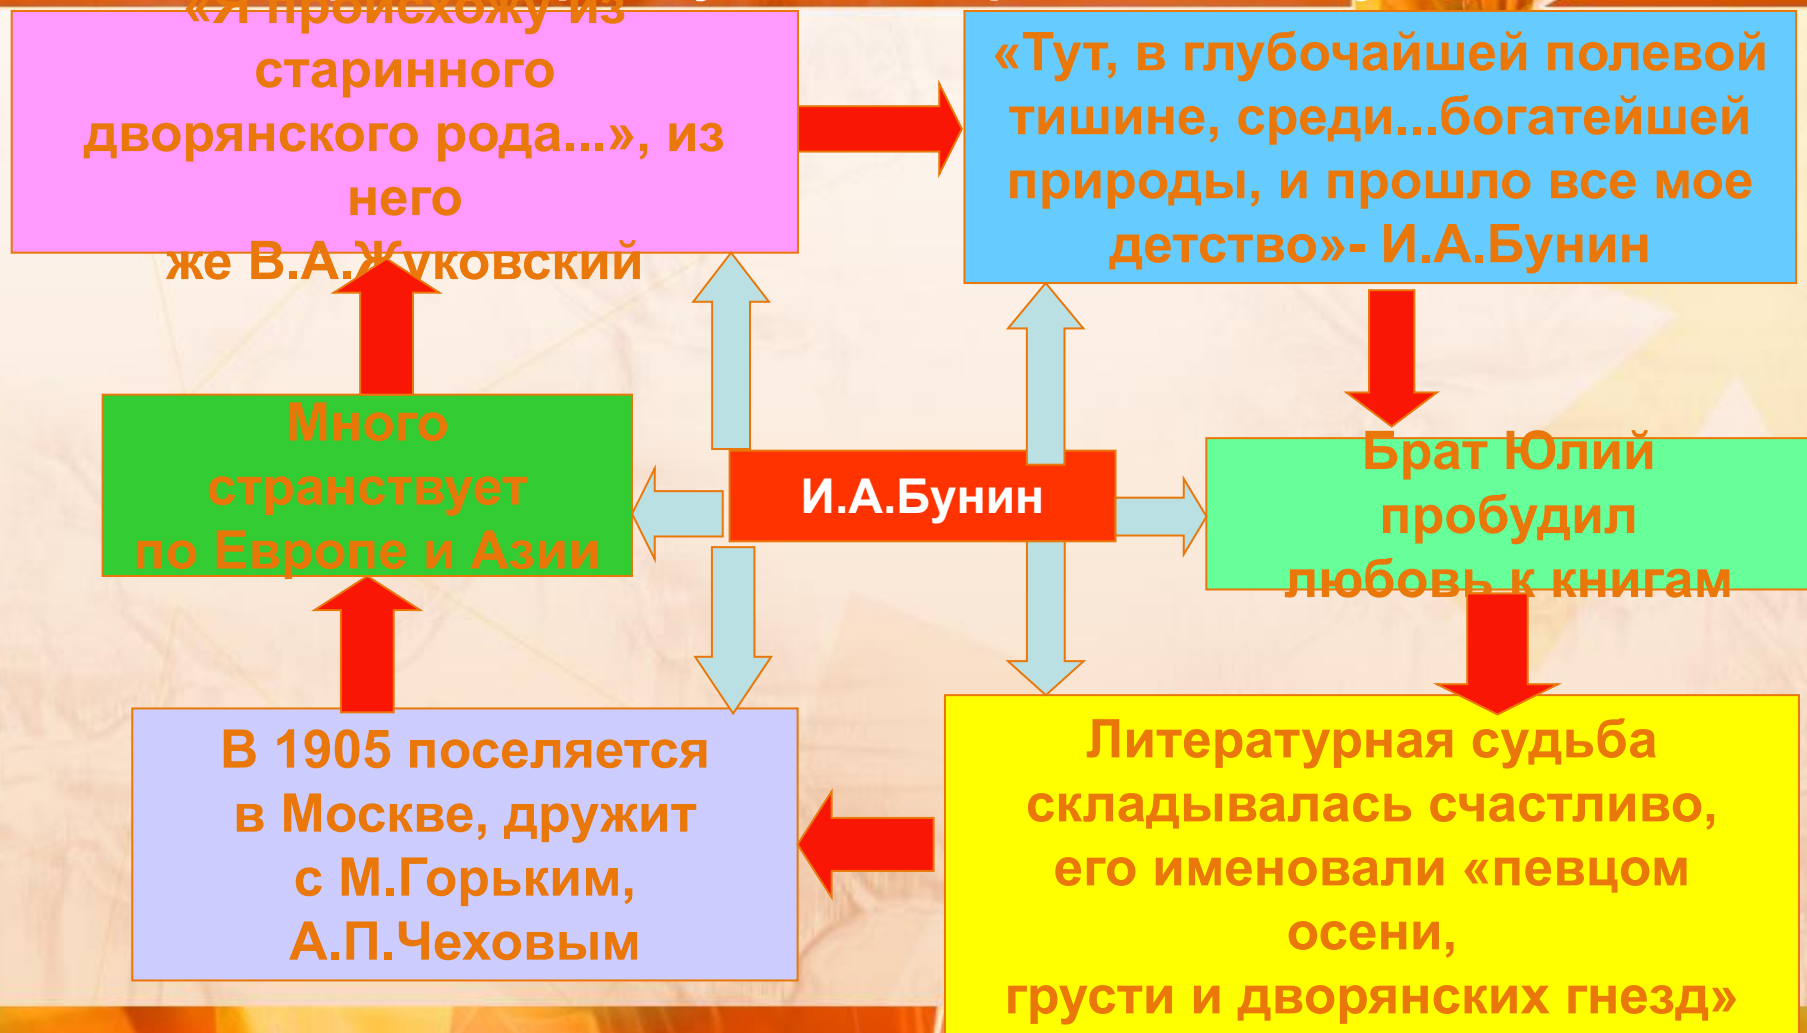 «Я происхожу из
старинного
дворянского рода...», из
него
же В.А.Жуковский
«Тут, в глубочайшей полевой
тишине, среди...богатейшей
природы, и прошло все мое
детство»- И.А.Бунин
Много
странствует
по Европе и Азии
И.А.Бунин
Брат Юлий
пробудил
любовь к книгам
В 1905 поселяется
в Москве, дружит
с М.Горьким,
А.П.Чеховым
Литературная судьба
складывалась счастливо,
его именовали «певцом
осени,
грусти и дворянских гнезд»